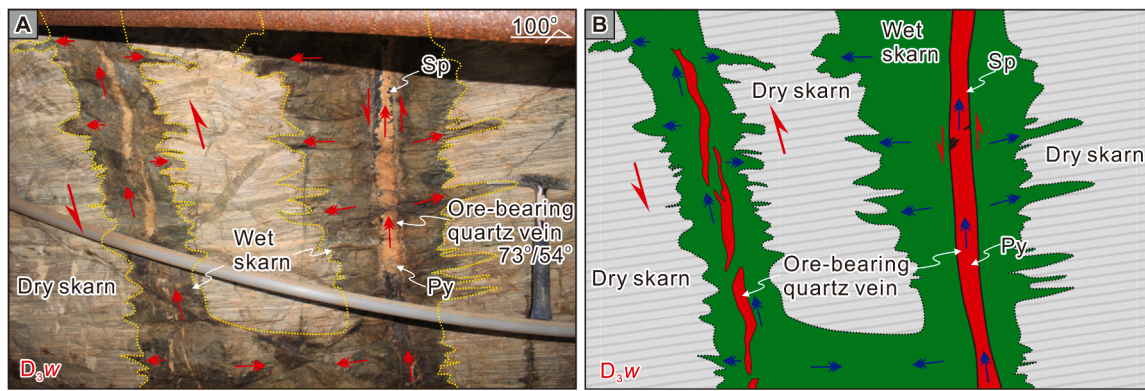 A
100°
Sp
Ore-bearing
quartz vein
73°/54°
Wet
skarn
Dry skarn
Py
D₃w
B
Wet
skarn
Sp
Dry skarn
Dry skarn
Ore-bearing
quartz vein
Py
Dry skarn
D₃w